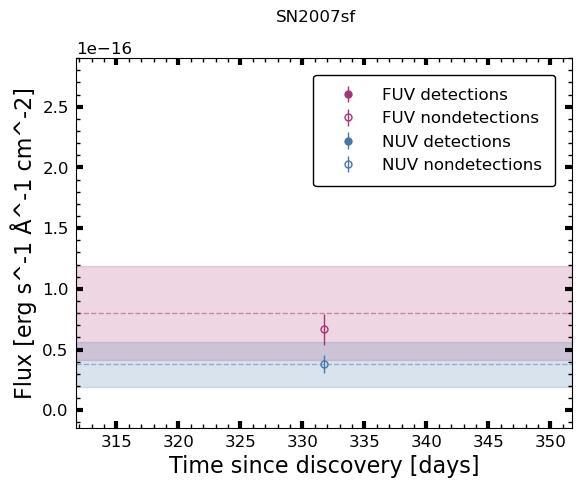 SN2007sf
1e−16
FUV detections
FUV nondetections
NUV detections
NUV nondetections
2.5
2.0
1.5
1.0
0.5
0.0
Flux [erg s^-1 Å^-1 cm^-2]
315 320 325 330 335 340 345 350
Time since discovery [days]